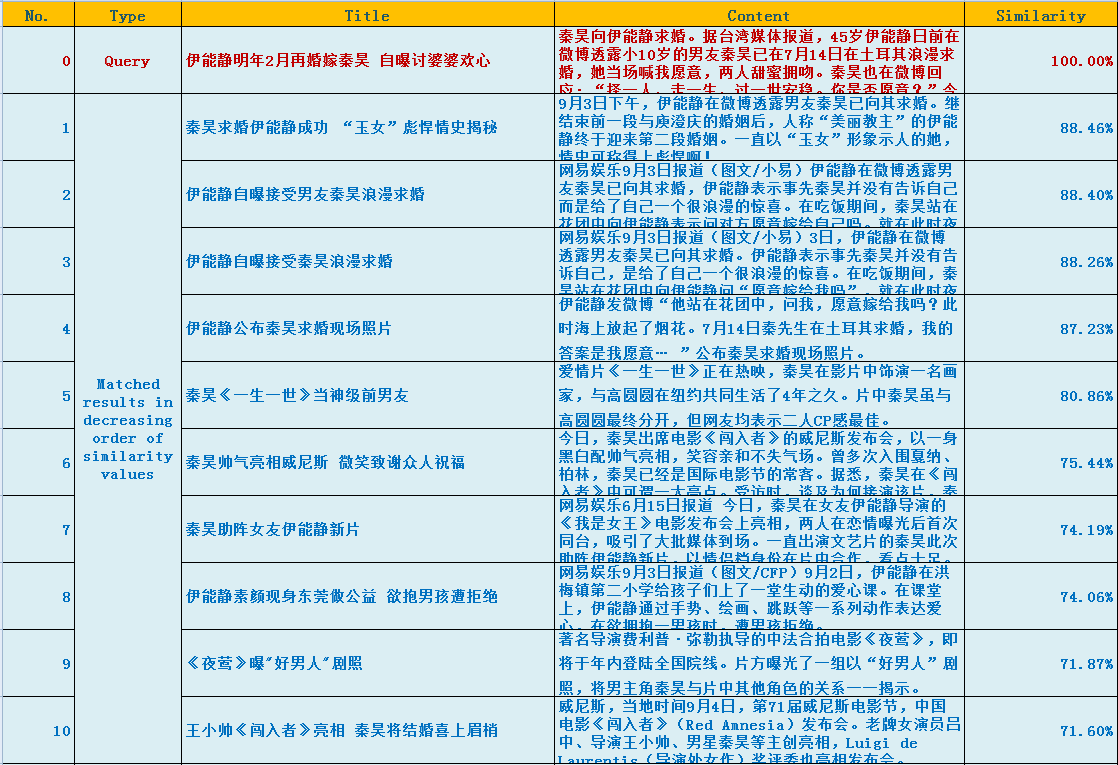 No. Type Title Content Similarity
0 Query 伊能静明年2月再婚嫁秦昊 自曝讨婆婆欢心
秦昊向伊能静求婚。据台湾媒体报道，45岁伊能静日前在
微博透露小10岁的男友秦昊已在7月14日在土耳其浪漫求
婚，她当场喊我愿意，两人甜蜜拥吻。秦昊也在微博回
应：“择一人，走一生，过一世安稳。你是否愿意？”今
100.00%
Matched
results in
decreasing
order of
similarity
values
1 秦昊求婚伊能静成功 “玉女”彪悍情史揭秘
9月3日下午，伊能静在微博透露男友秦昊已向其求婚。继
结束前一段与庾澄庆的婚姻后，人称“美丽教主”的伊能
静终于迎来第二段婚姻。一直以“玉女”形象示人的她，
情史可称得上彪悍啊！
88.46%
2 伊能静自曝接受男友秦昊浪漫求婚
网易娱乐9月3日报道（图文/小易）伊能静在微博透露男
友秦昊已向其求婚，伊能静表示事先秦昊并没有告诉自己
而是给了自己一个很浪漫的惊喜。在吃饭期间，秦昊站在
花团中向伊能静表示问对方愿意嫁给自己吗。就在此时夜
88.40%
3 伊能静自曝接受秦昊浪漫求婚
网易娱乐9月3日报道（图文/小易）3日，伊能静在微博
透露男友秦昊已向其求婚。伊能静表示事先秦昊并没有告
诉自己，是给了自己一个很浪漫的惊喜。在吃饭期间，秦
昊站在花团中向伊能静问“愿意嫁给我吗”，就在此时夜
88.26%
4 伊能静公布秦昊求婚现场照片
伊能静发微博“他站在花团中，问我，愿意嫁给我吗？此
时海上放起了烟花。7月14日秦先生在土耳其求婚，我的
答案是我愿意… ”公布秦昊求婚现场照片。
87.23%
5 秦昊《一生一世》当神级前男友
爱情片《一生一世》正在热映，秦昊在影片中饰演一名画
家，与高圆圆在纽约共同生活了4年之久。片中秦昊虽与
高圆圆最终分开，但网友均表示二人CP感最佳。
80.86%
6 秦昊帅气亮相威尼斯 微笑致谢众人祝福
今日，秦昊出席电影《闯入者》的威尼斯发布会，以一身
黑白配帅气亮相，笑容亲和不失气场。曾多次入围戛纳、
柏林，秦昊已经是国际电影节的常客。据悉，秦昊在《闯
入者》中可谓一大亮点。受访时，谈及为何接演该片，秦
75.44%
7 秦昊助阵女友伊能静新片
网易娱乐6月15日报道 今日，秦昊在女友伊能静导演的
《我是女王》电影发布会上亮相，两人在恋情曝光后首次
同台，吸引了大批媒体到场。一直出演文艺片的秦昊此次
助阵伊能静新片，以情侣档身份在片中合作，看点十足。
74.19%
8 伊能静素颜现身东莞做公益 欲抱男孩遭拒绝
网易娱乐9月3日报道（图文/CFP）9月2日，伊能静在洪
梅镇第二小学给孩子们上了一堂生动的爱心课。在课堂
上，伊能静通过手势、绘画、跳跃等一系列动作表达爱
心。在欲拥抱一男孩时，遭男孩拒绝。
74.06%
9 《夜莺》曝"好男人"剧照
著名导演费利普·弥勒执导的中法合拍电影《夜莺》，即
将于年内登陆全国院线。片方曝光了一组以“好男人”剧
照，将男主角秦昊与片中其他角色的关系一一揭示。
71.87%
10 王小帅《闯入者》亮相 秦昊将结婚喜上眉梢
威尼斯，当地时间9月4日，第71届威尼斯电影节，中国
电影《闯入者》（Red Amnesia）发布会。老牌女演员吕
中、导演王小帅、男星秦昊等主创亮相，Luigi de
Laurentis（导演处女作）奖评委也亮相发布会。
71.60%